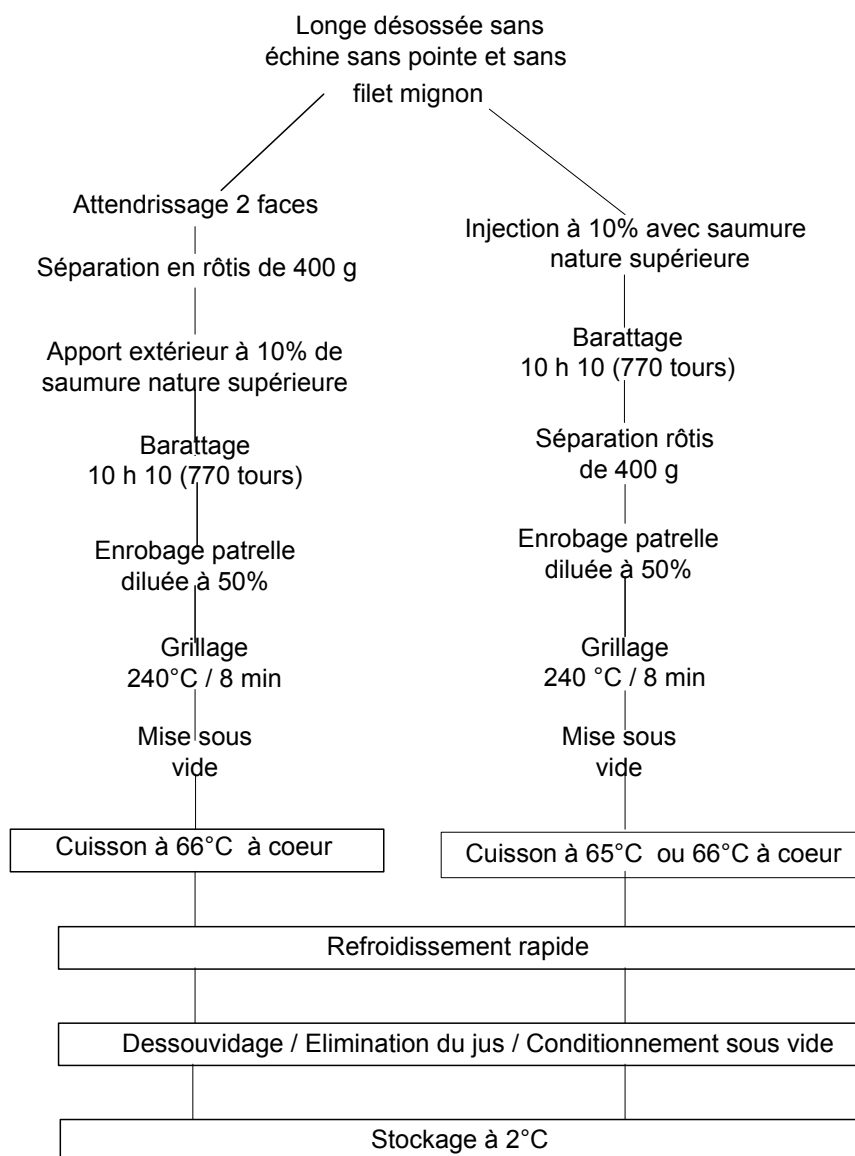 Longe désossée sans
échine sans pointe et sans
filet mignon
Attendrissage 2 faces
Séparation en rôtis de 400 g
Apport extérieur à 10% de
saumure nature supérieure
Barattage
10 h 10 (770 tours)
Enrobage patrelle
diluée à 50%
Grillage
240°C / 8 min
Mise sous
vide
Cuisson à 66°C à coeur
Injection à 10% avec saumure
nature supérieure
Barattage
10 h 10 (770 tours)
Séparation rôtis
de 400 g
Enrobage patrelle
diluée à 50%
Grillage
240 °C / 8 min
Mise sous
vide
Cuisson à 65°C ou 66°C à coeur
Refroidissement rapide
Dessouvidage / Elimination du jus / Conditionnement sous vide
Stockage à 2°C